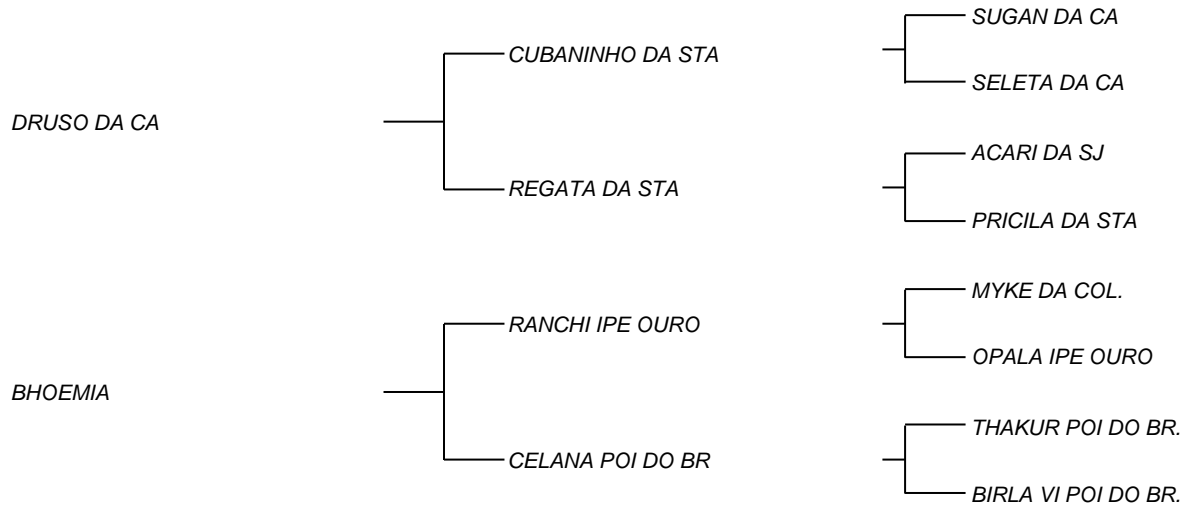 SUGAN DA CA
CUBANINHO DA STA
SELETA DA CA
DRUSO DA CA
ACARI DA SJ
REGATA DA STA
PRICILA DA STA
MYKE DA COL.
RANCHI IPE OURO
OPALA IPE OURO
BHOEMIA
THAKUR POI DO BR.
CELANA POI DO BR
BIRLA VI POI DO BR.